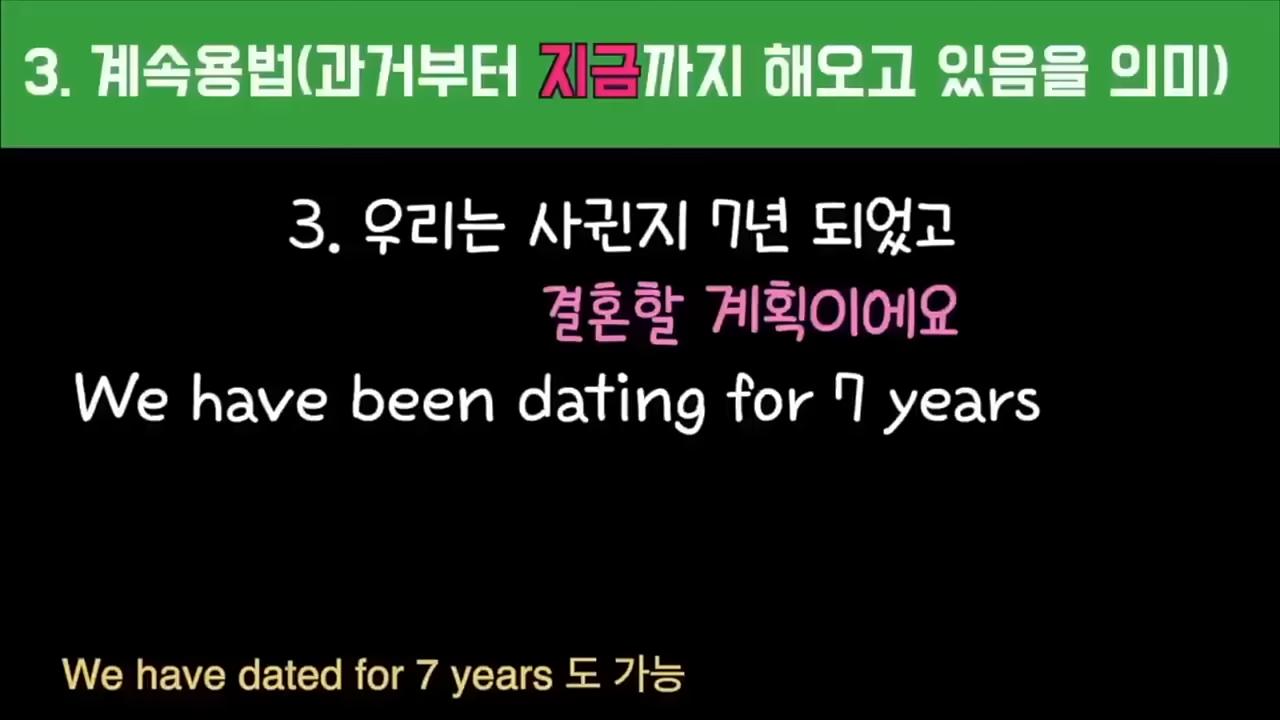 3. 계속용법(과거부터 지금까지 해오고 있음을 의미)
3. 우리는 사귄지 7년 되었고
결혼할 계획이에요
We have been dating for 7 years
We have dated for 7 years 도 가능